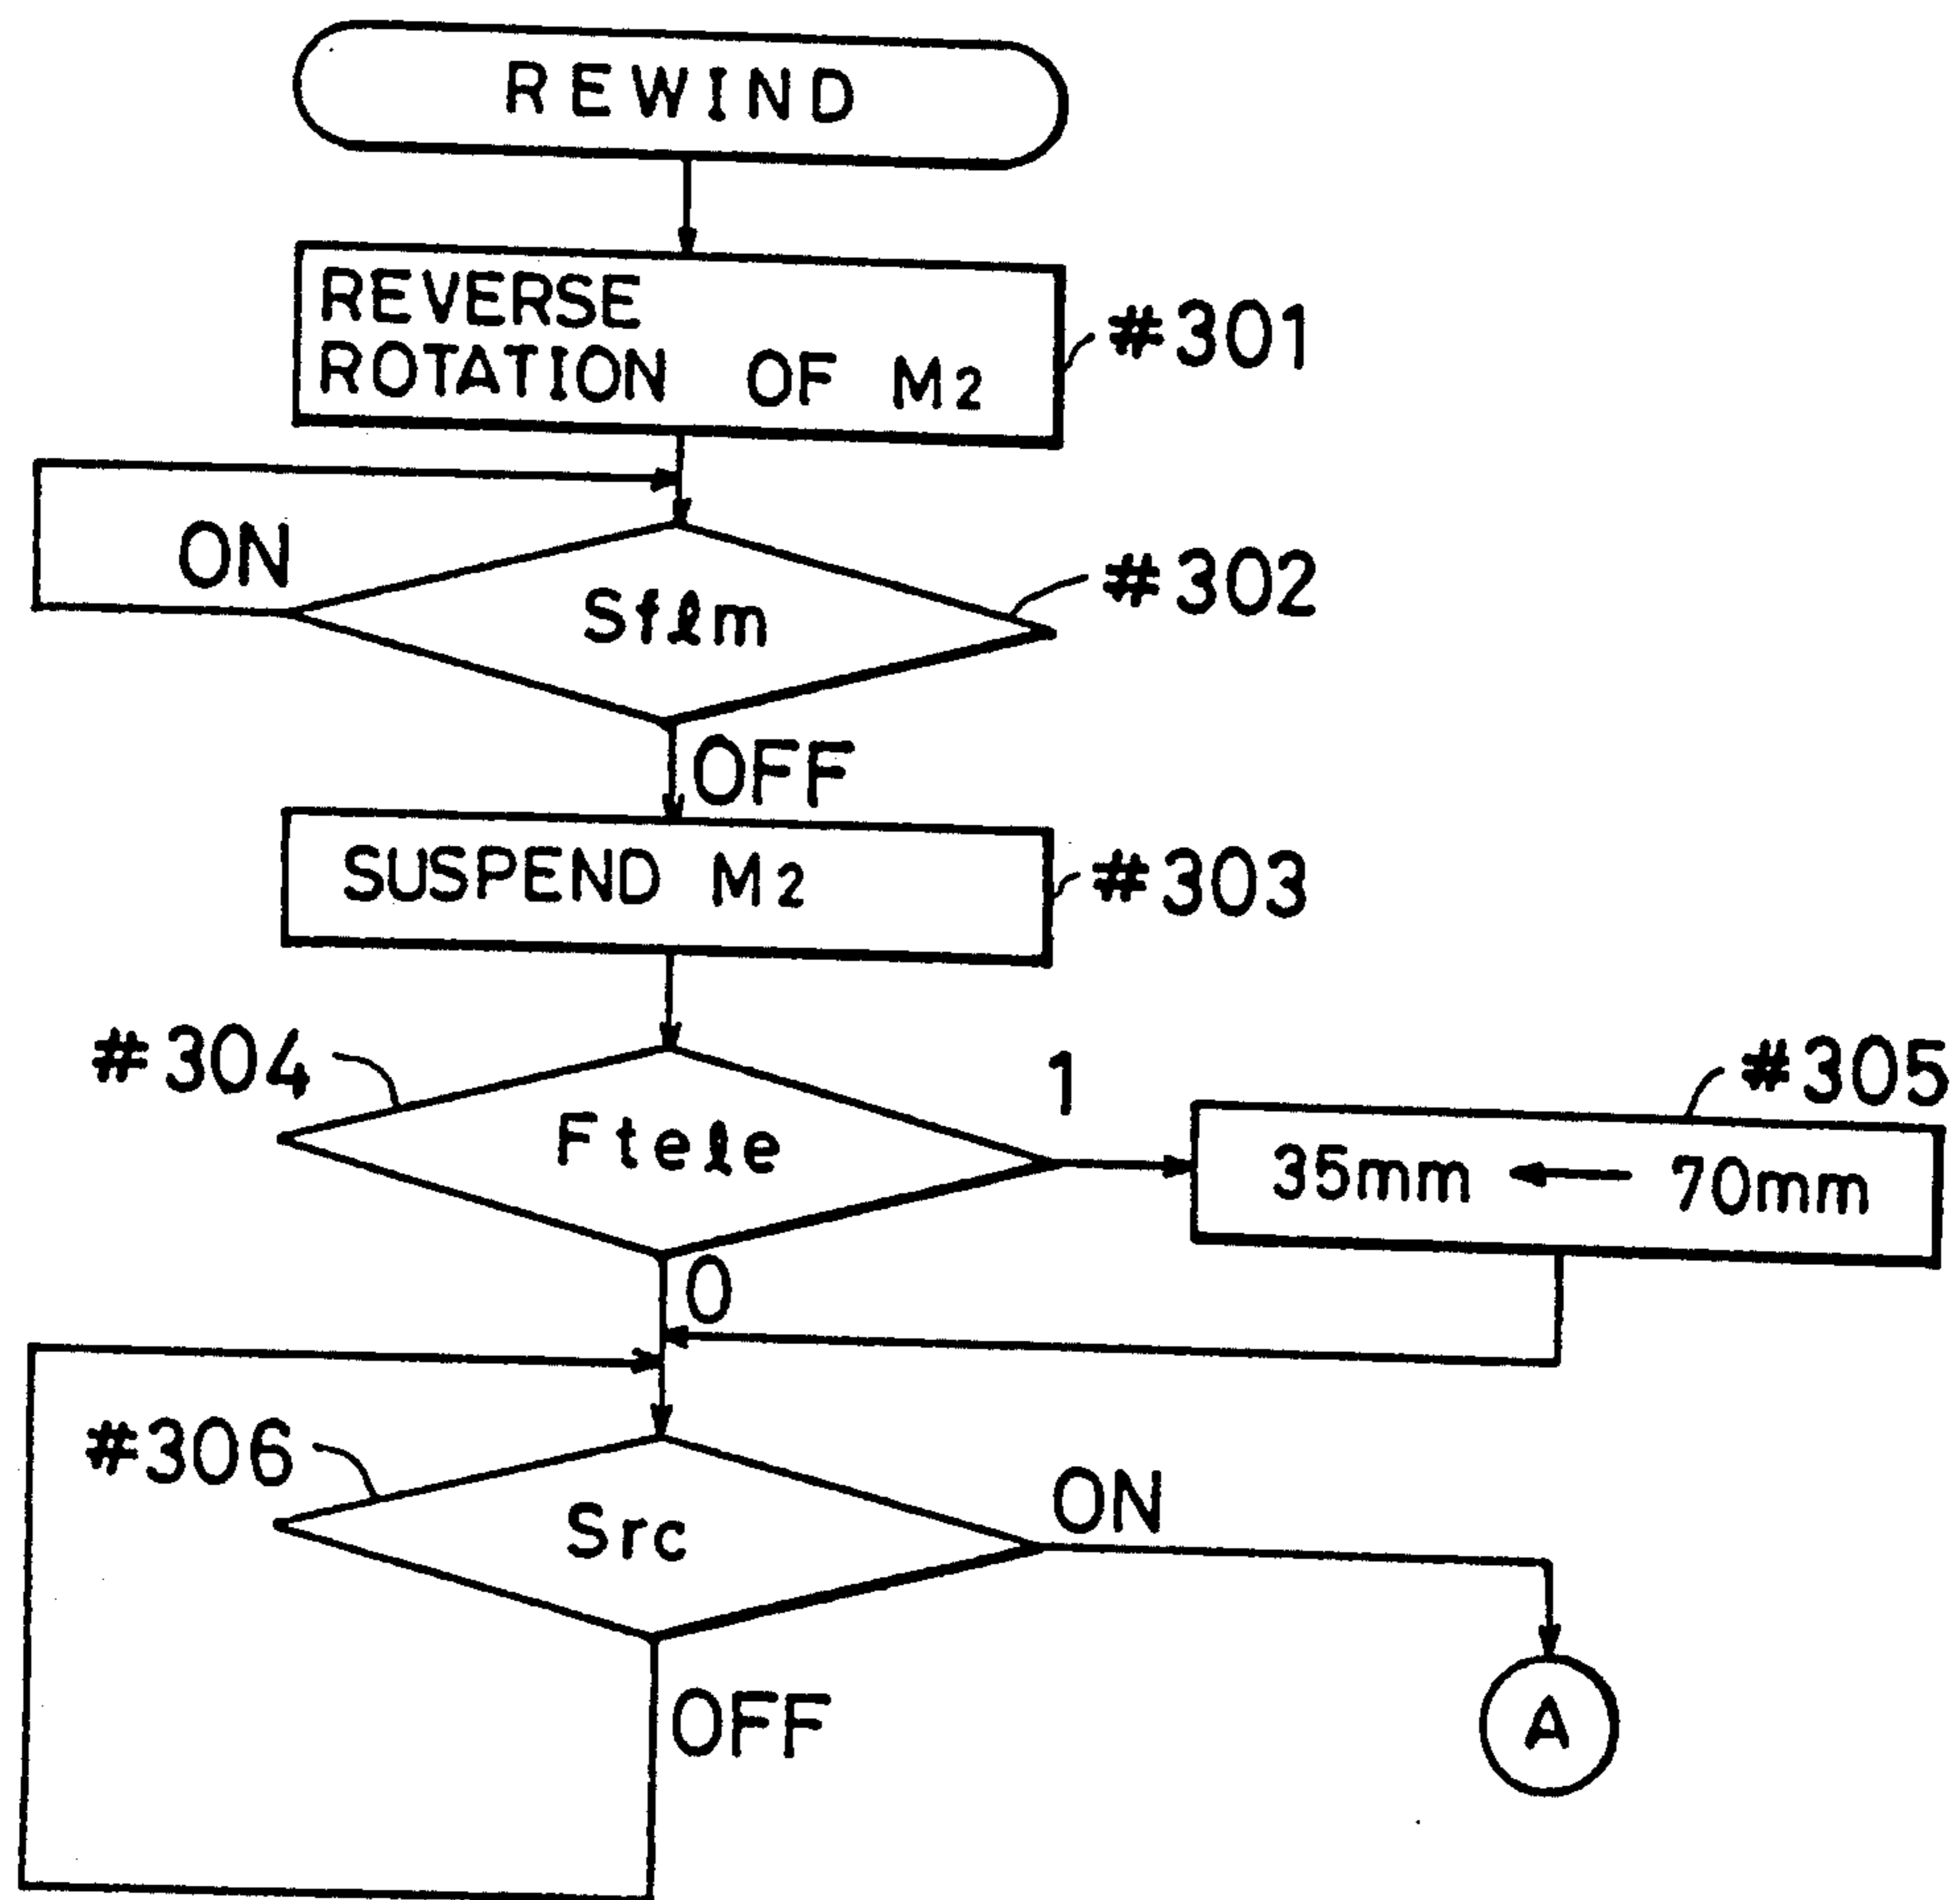 REWIND
REVERSE
ROTATION OF M2
#301
ON
Sflm
#302
OFF
SUSPEND M2
#303
#304
Ftele
1
#305
35mm ← 70mm
0
#306
Src
ON
OFF
A